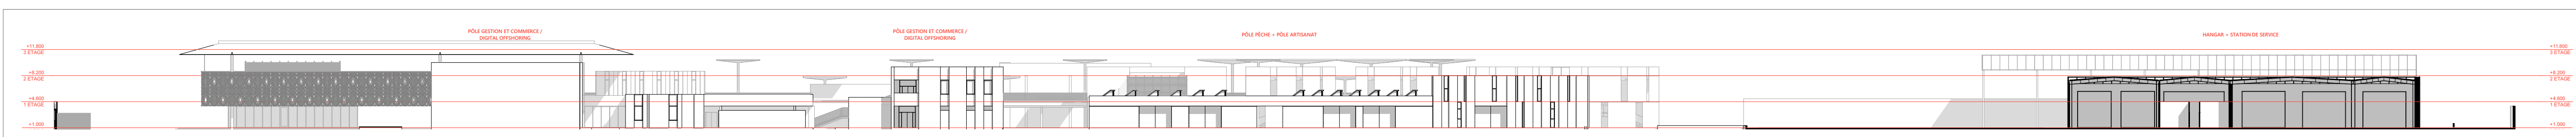 PÔLE GESTION ET COMMERCE /
DIGITAL OFFSHORING
PÔLE GESTION ET COMMERCE /
DIGITAL OFFSHORING
PÔLE PÊCHE + PÔLE ARTISANAT
HANGAR + STATION DE SERVICE
+11.800
3 ETAGE
+8.200
2 ETAGE
+4.600
1 ETAGE
+1.000
+11.800
3 ETAGE
+8.200
2 ETAGE
+4.600
1 ETAGE
+1.000